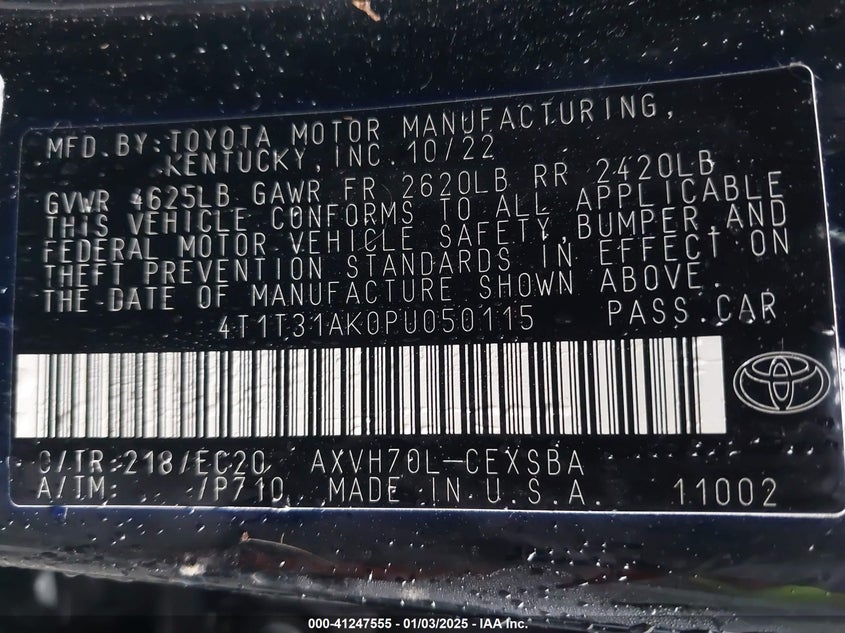 MFD. BY: TOYOTA MOTOR MANUFACTURING,
KENTUCKY, INC. 10/22
GVWR 4625LB GAWR FR 2620LB RR 2420LB
THIS VEHICLE CONFORMS TO ALL APPLICABLE
FEDERAL MOTOR VEHICLE SAFETY, BUMPER, AND
THEFT PREVENTION STANDARDS IN EFFECT ON
THE DATE OF MANUFACTURE SHOWN ABOVE.
4T1T31AK0PU050115 PASS. CAR
C/TR: 218/EC20 AXVH70L-CEXSBA
A/TM: /P710 MADE IN U.S.A. 11002
000-41247555 - 01/03/2025 - IAA Inc.